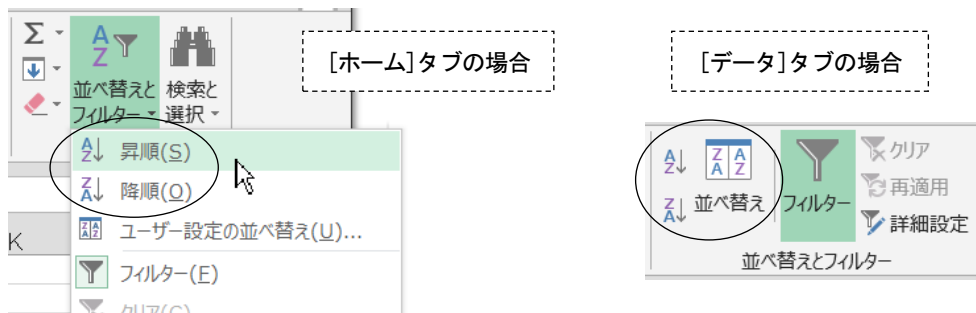 Σ
[ホーム]タブの場合
並べ替えと
フィルター
検索と
選択
昇順(S)
降順(O)
ユーザー設定の並べ替え(U)...
フィルター(F)
クリア(C)
K
[データ]タブの場合
並べ替え
フィルター
クリア
再適用
詳細設定
並べ替えとフィルター